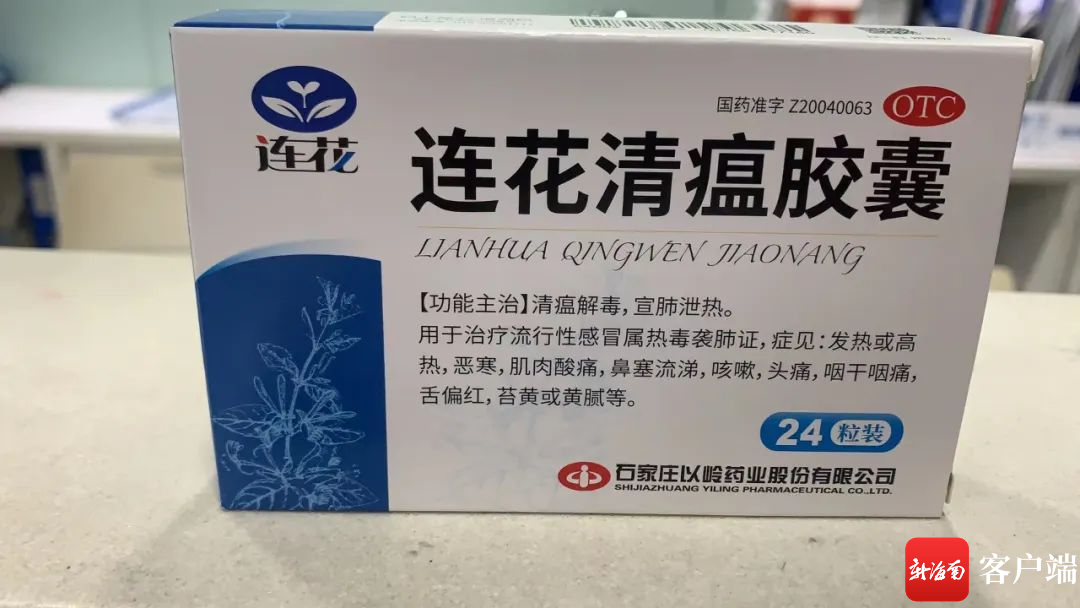 连花
国药准字 Z20040063 OTC
连花清瘟胶囊
LIANHUA QINGWEN JIAONANG
【功能主治】清瘟解毒，宣肺泄热。
用于治疗流行性感冒属热毒袭肺证，症见：发热或高
热，恶寒，肌肉酸痛，鼻塞流涕，咳嗽，头痛，咽干咽痛，
舌偏红，苔黄或黄腻等。
24粒装
石家庄以岭药业股份有限公司
SHIJIAZHUANG YILING PHARMACEUTICAL CO.,LTD.
新海南 客户端